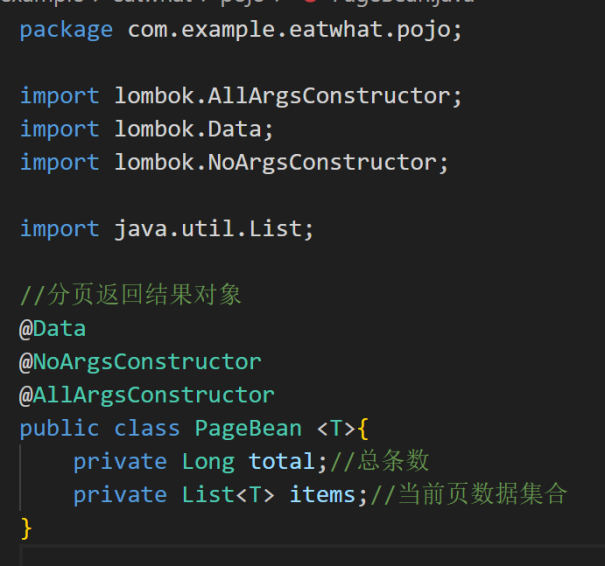 package com.example.eatwhat.pojo;
import lombok.AllArgsConstructor;
import lombok.Data;
import lombok.NoArgsConstructor;
import java.util.List;
//分页返回结果对象
@Data
@NoArgsConstructor
@AllArgsConstructor
public class PageBean <T>{
    private Long total;//总条数
    private List<T> items;//当前页数据集合
}